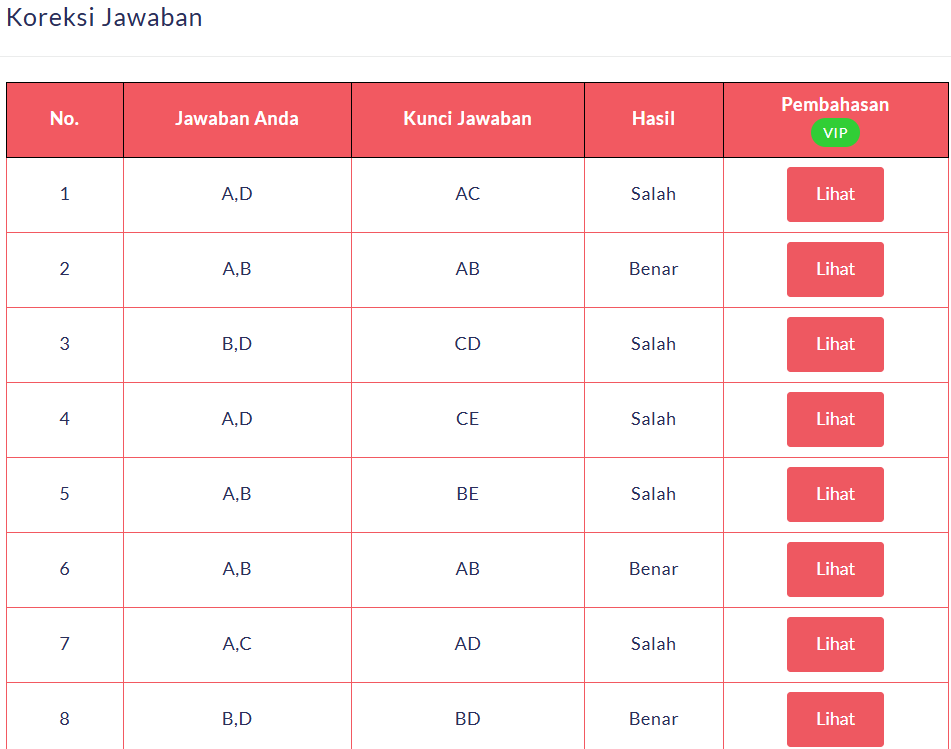 Koreksi Jawaban
No. Jawaban Anda Kunci Jawaban Hasil Pembahasan
VIP
1 A,D AC Salah Lihat
2 A,B AB Benar Lihat
3 B,D CD Salah Lihat
4 A,D CE Salah Lihat
5 A,B BE Salah Lihat
6 A,B AB Benar Lihat
7 A,C AD Salah Lihat
8 B,D BD Benar Lihat